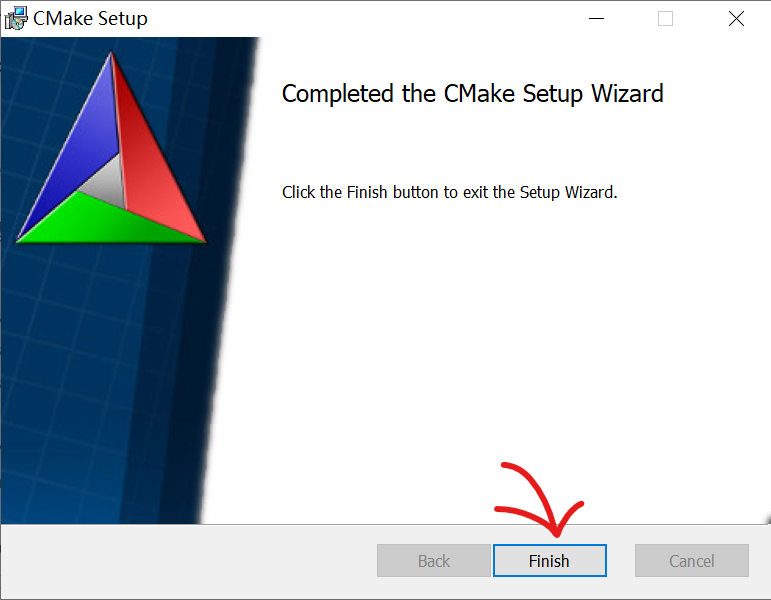 CMake Setup
Completed the CMake Setup Wizard
Click the Finish button to exit the Setup Wizard.
Back
Finish
Cancel